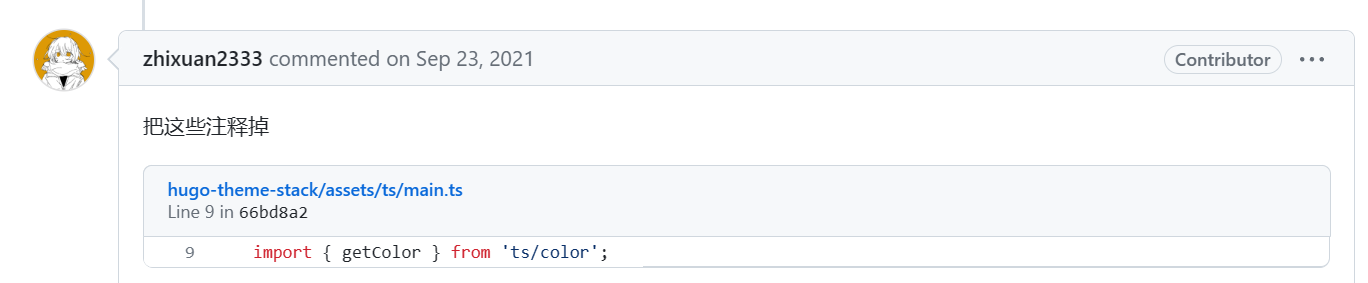 zhixuan2333 commented on Sep 23, 2021 Contributor
把这些注释掉
hugo-theme-stack/assets/ts/main.ts
Line 9 in 66bd8a2
9 import { getColor } from 'ts/color';